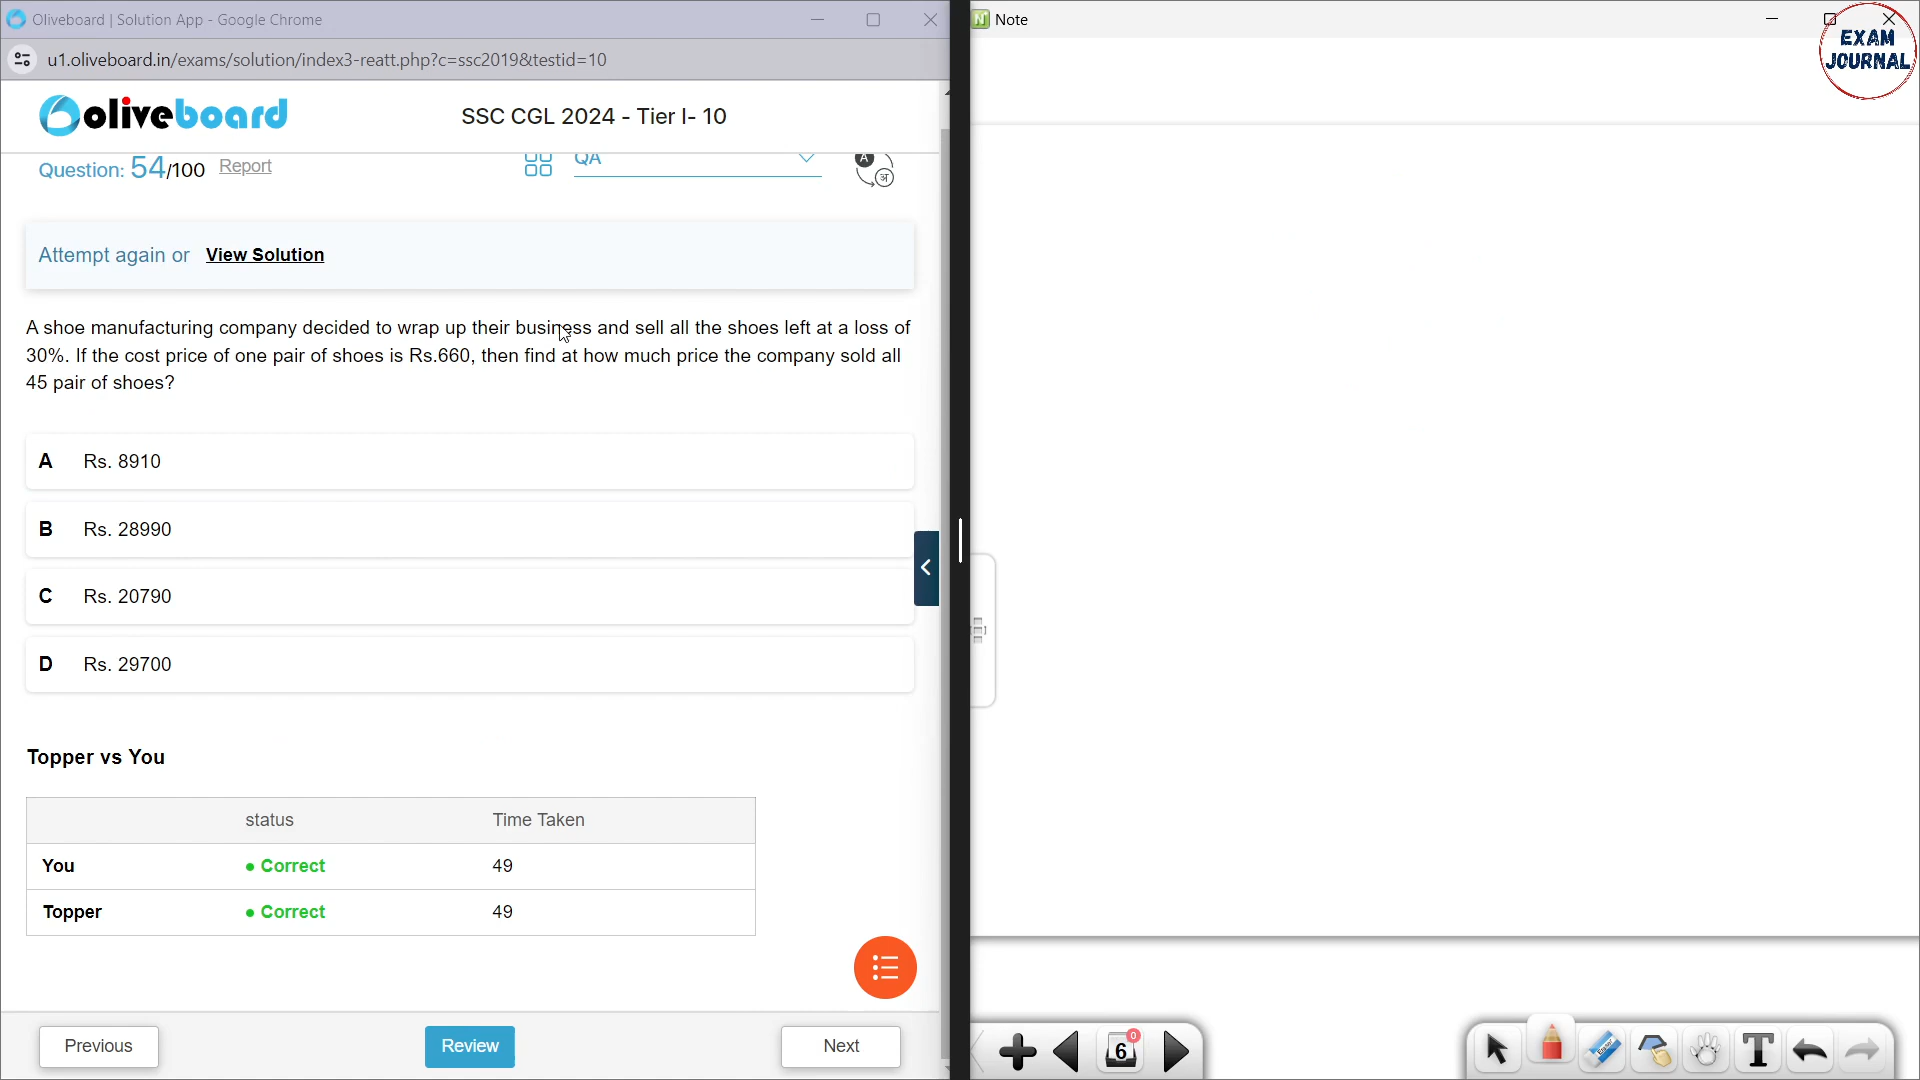 Oliveboard | Solution App - Google Chrome
Note
EXAM
JOURNAL
u1.oliveboard.in/exams/solution/index3-reatt.php?c=ssc2019&testid=10
oliveboard
SSC CGL 2024 - Tier I- 10
Question: 54/100 Report
QA
A
अ
Attempt again or View Solution
A shoe manufacturing company decided to wrap up their business and sell all the shoes left at a loss of
30%. If the cost price of one pair of shoes is Rs.660, then find at how much price the company sold all
45 pair of shoes?
A Rs. 8910
B Rs. 28990
C Rs. 20790
D Rs. 29700
Topper vs You
status Time Taken
You • Correct 49
Topper • Correct 49
Previous Review Next
6 0
T